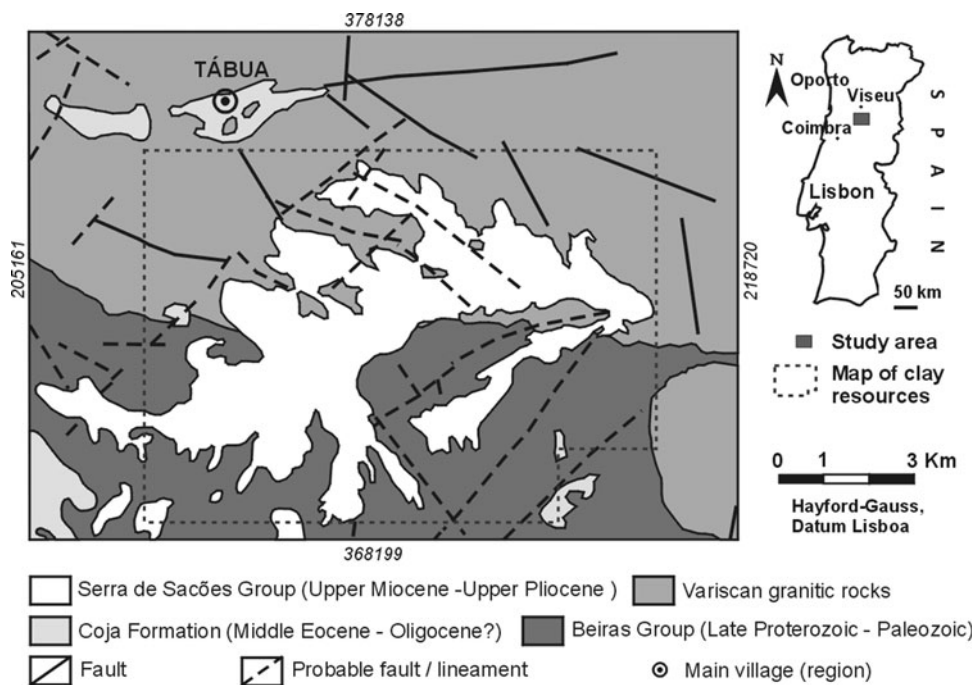 378138
TÁBUA
205161
218720
368199
N
Oporto
Viseu
Coimbra
Lisbon
SPAIN
50 km
Study area
Map of clay
resources
0 1 3 Km
Hayford-Gauss,
Datum Lisboa
Serra de Sacões Group (Upper Miocene -Upper Pliocene )
Variscan granitic rocks
Coja Formation (Middle Eocene - Oligocene?)
Beiras Group (Late Proterozoic - Paleozoic)
Fault
Probable fault / lineament
Main village (region)